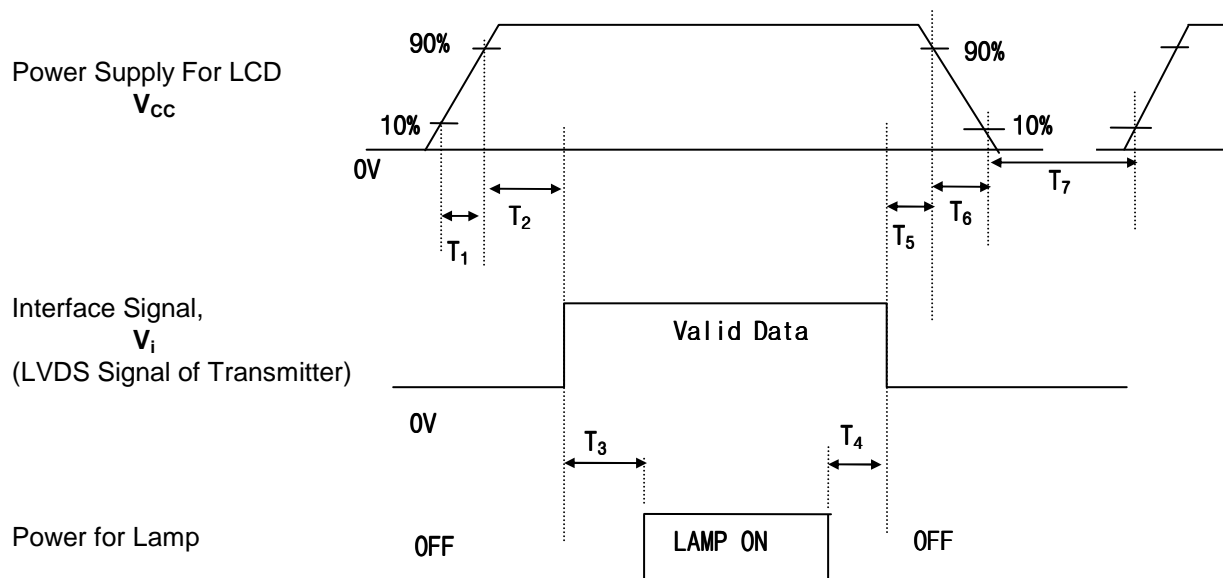 90%
90%
Power Supply For LCD
VCC
10%
10%
0V
T7
T2
T6
T1
T5
Interface Signal,
Vi
Valid Data
(LVDS Signal of Transmitter)
0V
T3
T4
Power for Lamp
OFF
LAMP ON
OFF